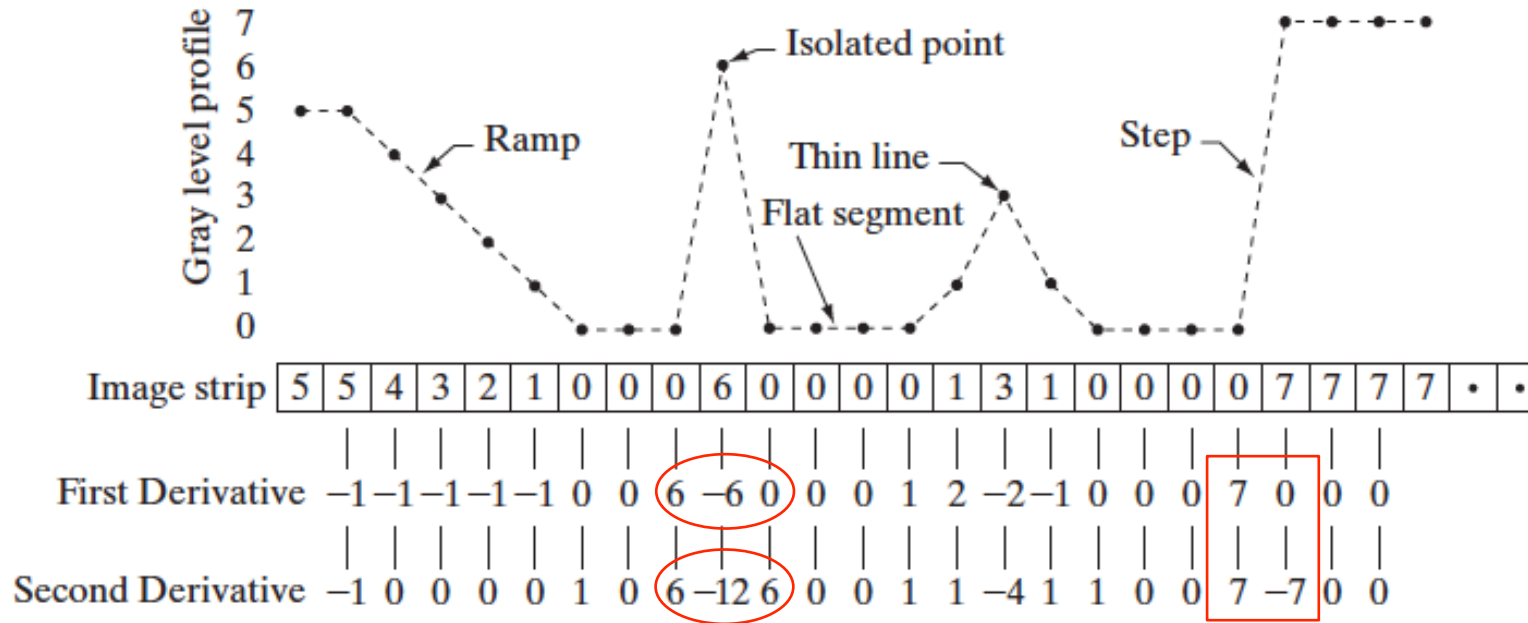 Gray level profile
7
6
5
4
3
2
1
0
Isolated point
Ramp
Thin line
Flat segment
Step
Image strip 5 5 4 3 2 1 0 0 0 6 0 0 0 0 1 3 1 0 0 0 0 7 7 7 7 • •
First Derivative −1 −1 −1 −1 −1 0 0 6 −6 0 0 0 1 2 −2 −1 0 0 0 7 0 0 0
Second Derivative −1 0 0 0 0 1 0 6 −12 6 0 0 1 1 −4 1 1 0 0 7 −7 0 0